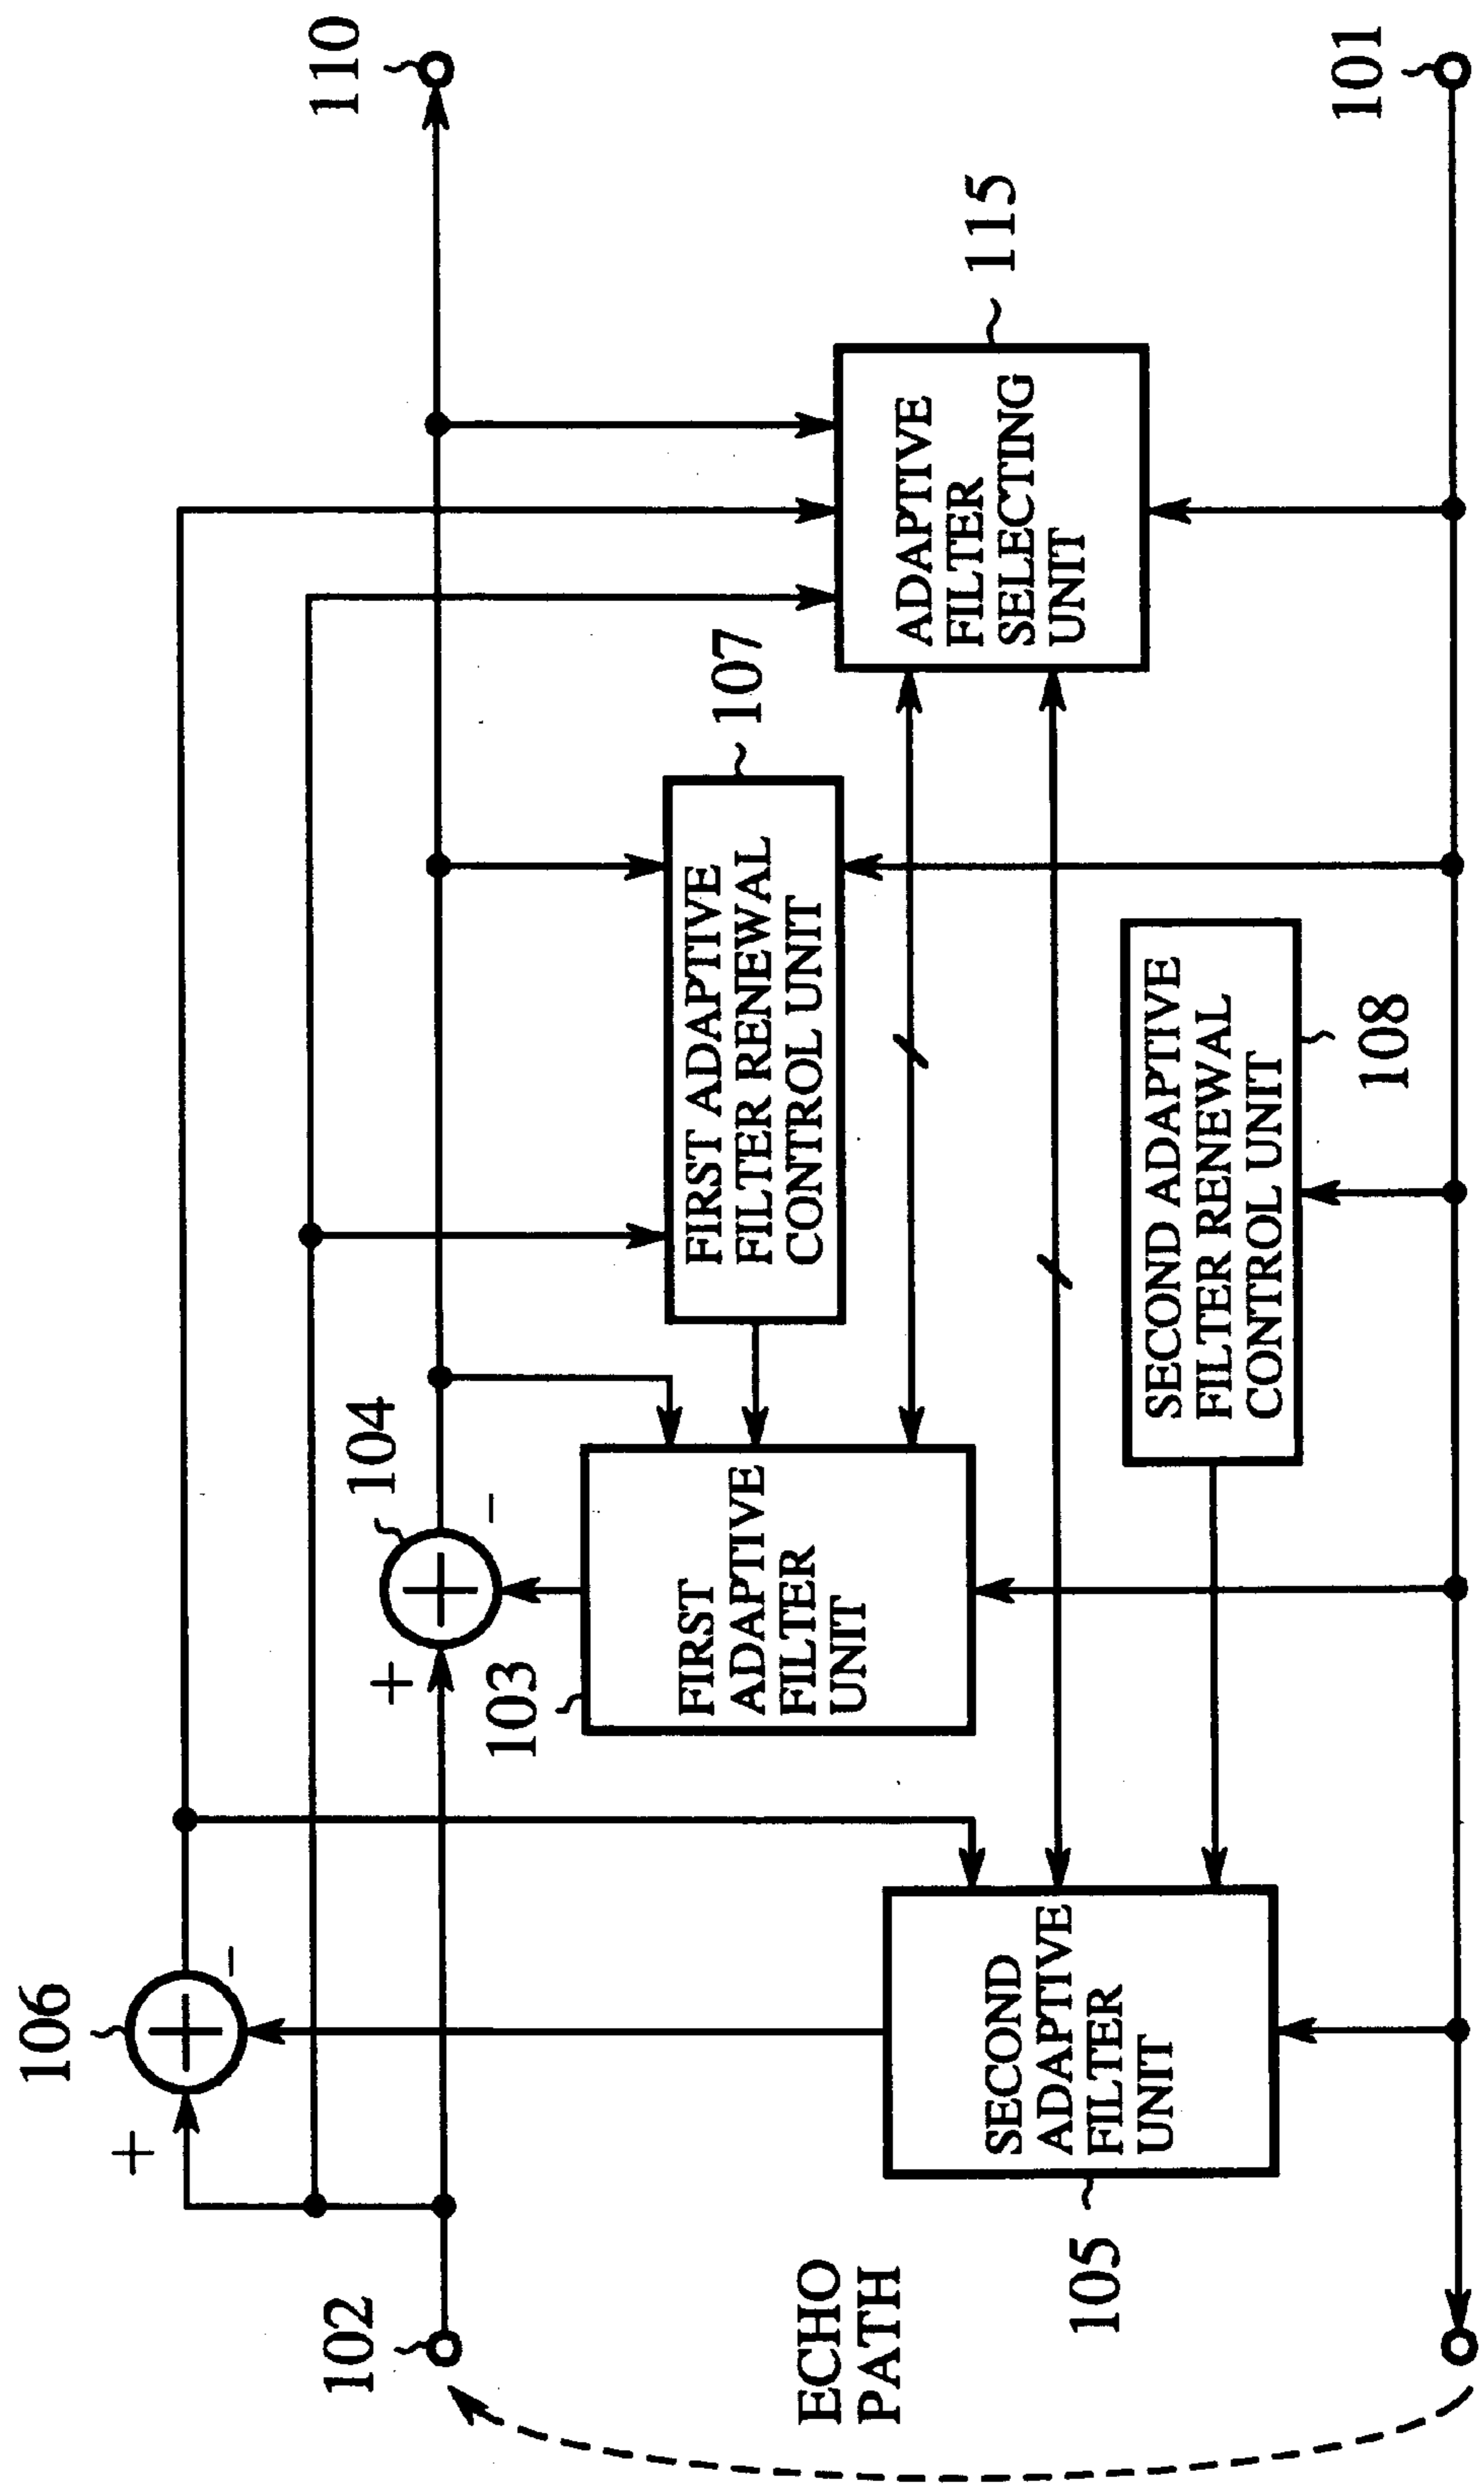 106
+
-
102
104
+
-
110
103
FIRST
ADAPTIVE
FILTER
UNIT
107
FIRST ADAPTIVE
FILTER RENEWAL
CONTROL UNIT
115
ADAPTIVE
FILTER
SELECTING
UNIT
ECHO
PATH
SECOND
ADAPTIVE
FILTER
UNIT
105
SECOND ADAPTIVE
FILTER RENEWAL
CONTROL UNIT
108
101